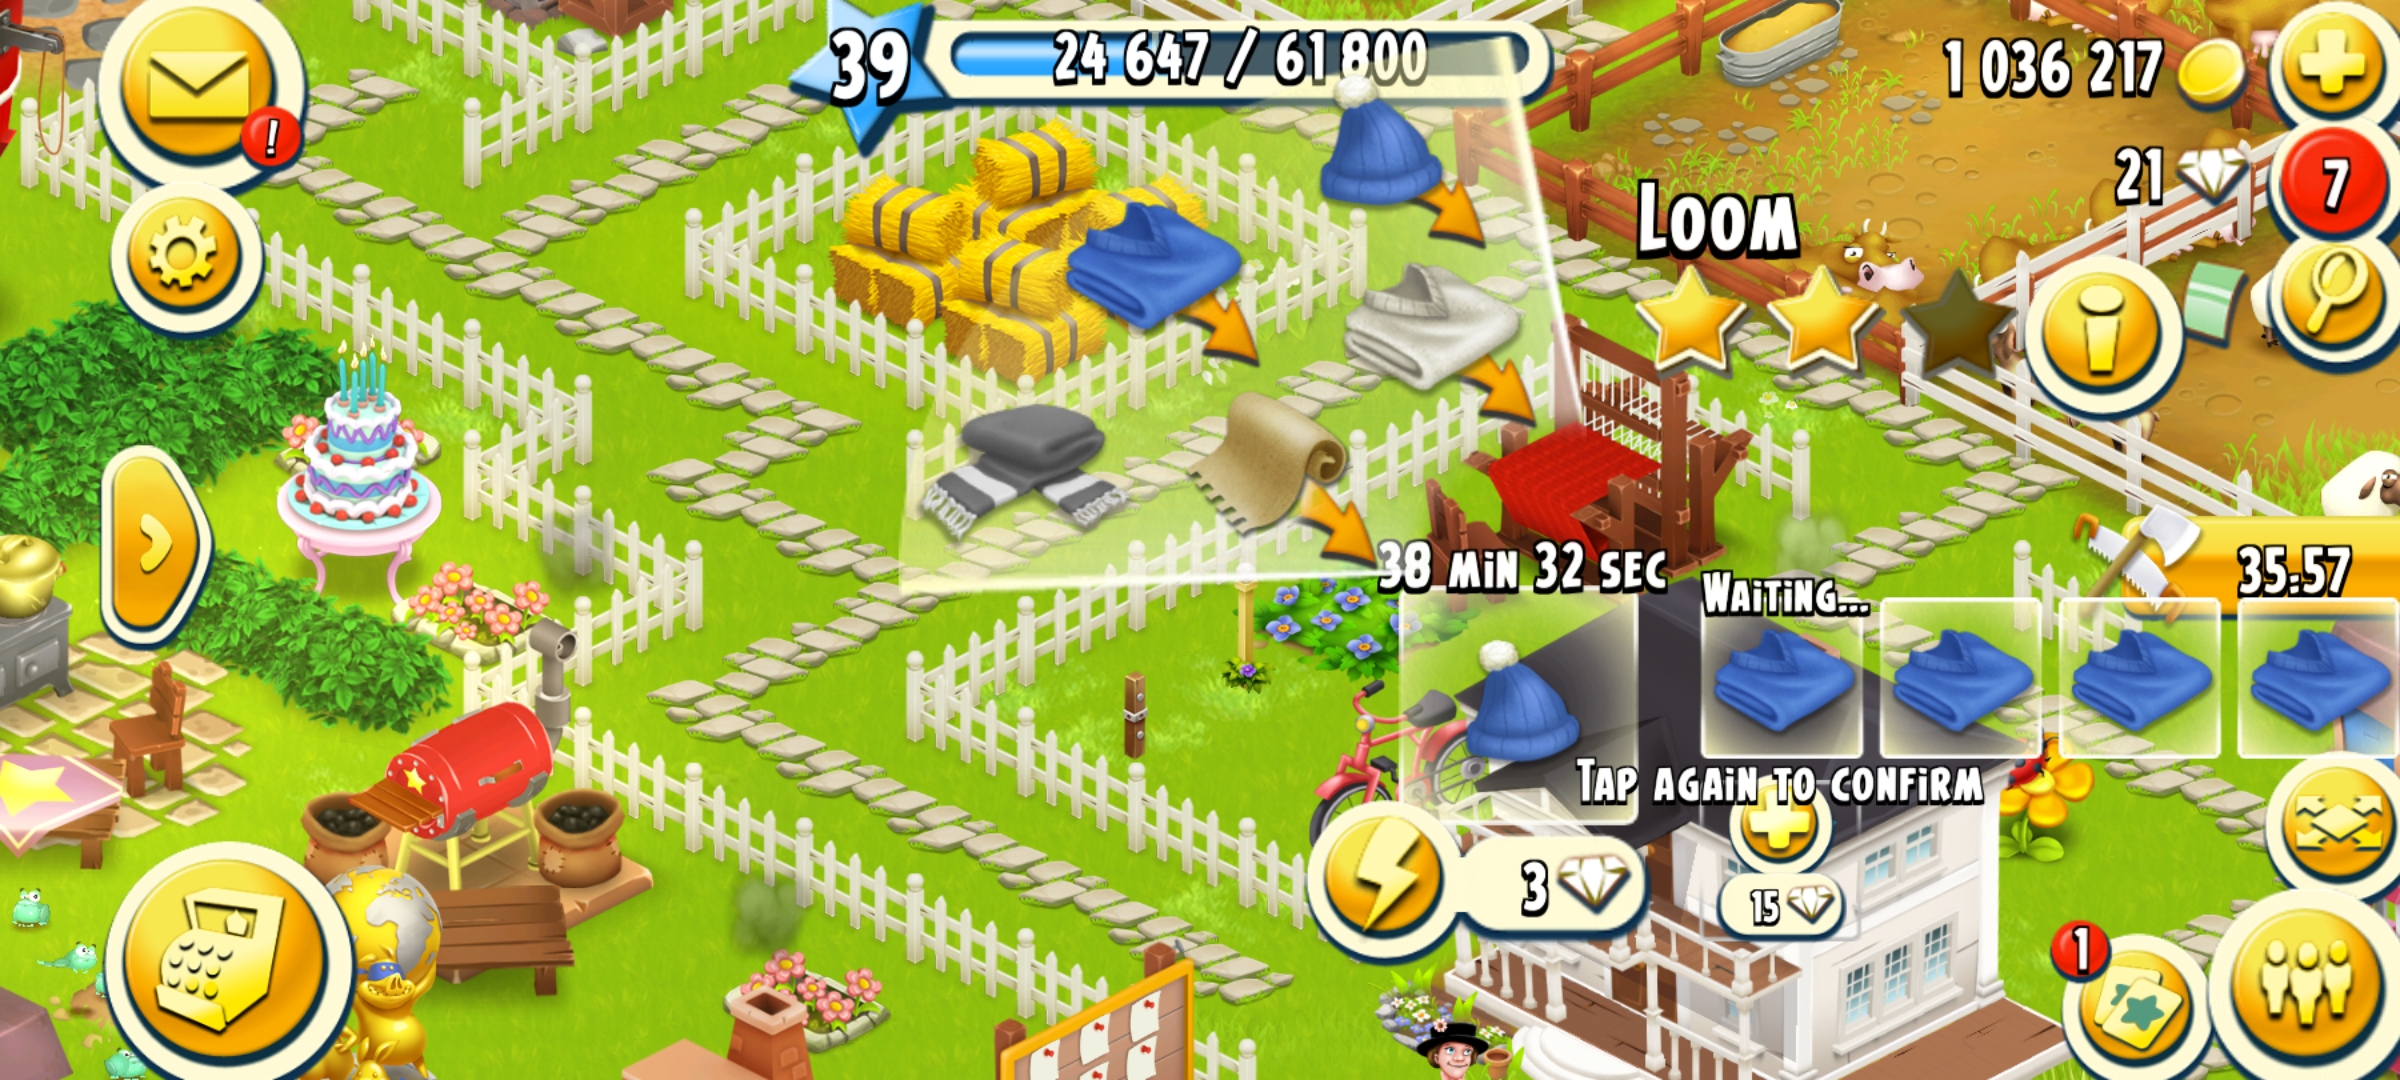 39
24 647 / 61 800
1 036 217
!
21
7
LOOM
38 MIN 32 SEC
WAITING...
35:57
TAP AGAIN TO CONFIRM
3
15
1